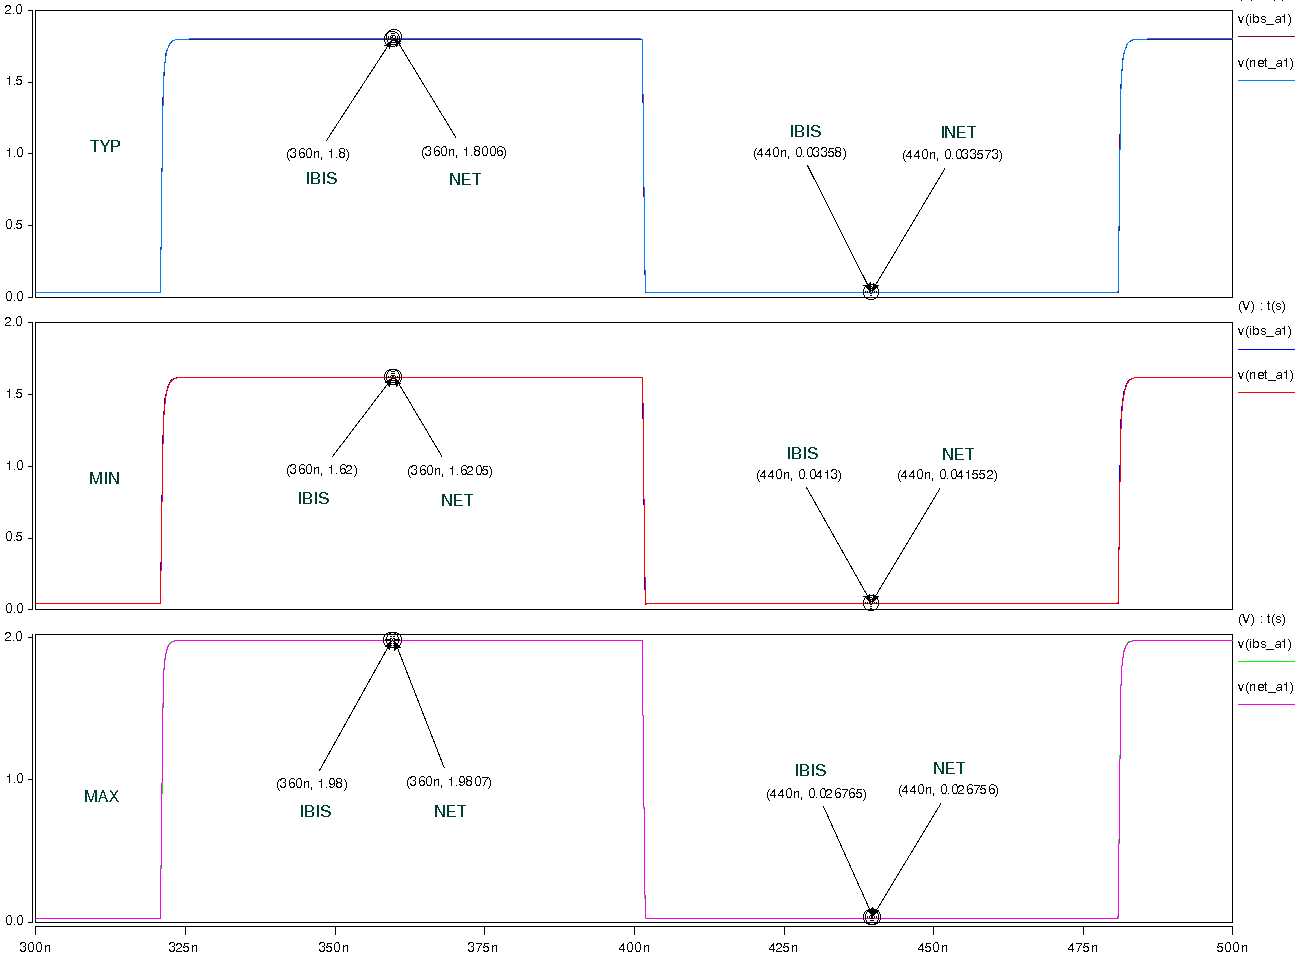 2.0
v(ibs_a1)
v(net_a1)
1.5
IBIS
INET
TYP
(360n, 1.8)
(360n, 1.8006)
(440n, 0.03358)
(440n, 0.033573)
1.0
IBIS
NET
0.5
0.0
(V) : t(s)
2.0
v(ibs_a1)
v(net_a1)
1.5
IBIS
NET
1.0
(360n, 1.62)
(360n, 1.6205)
(440n, 0.0413)
(440n, 0.041552)
MIN
IBIS
NET
0.5
0.0
(V) : t(s)
2.0
v(ibs_a1)
v(net_a1)
IBIS
NET
1.0
(360n, 1.98)
(360n, 1.9807)
(440n, 0.026765)
(440n, 0.026756)
MAX
IBIS
NET
0.0
300n
325n
350n
375n
400n
425n
450n
475n
500n